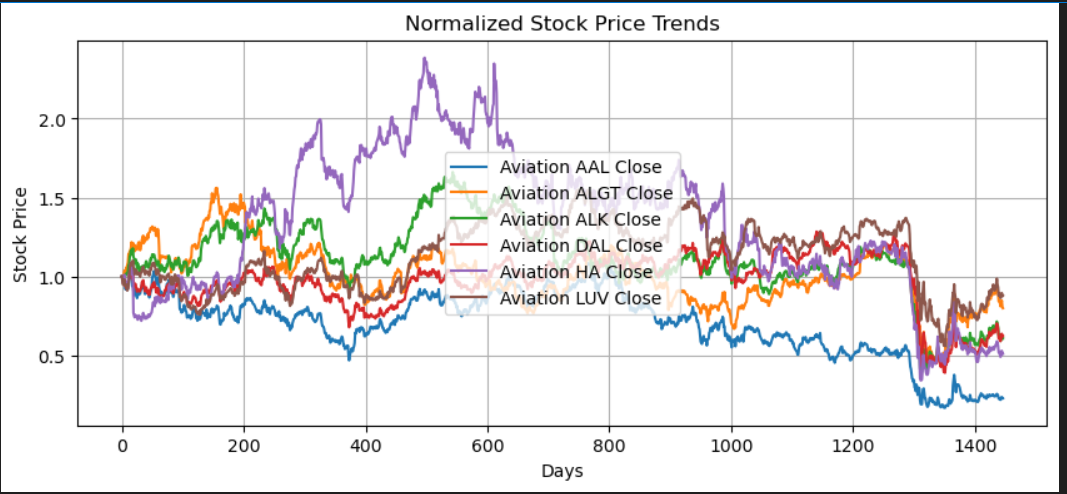 Normalized Stock Price Trends
Stock Price
2.0
1.5
1.0
0.5
Aviation AAL Close
Aviation ALGT Close
Aviation ALK Close
Aviation DAL Close
Aviation HA Close
Aviation LUV Close
0 200 400 600 800 1000 1200 1400
Days